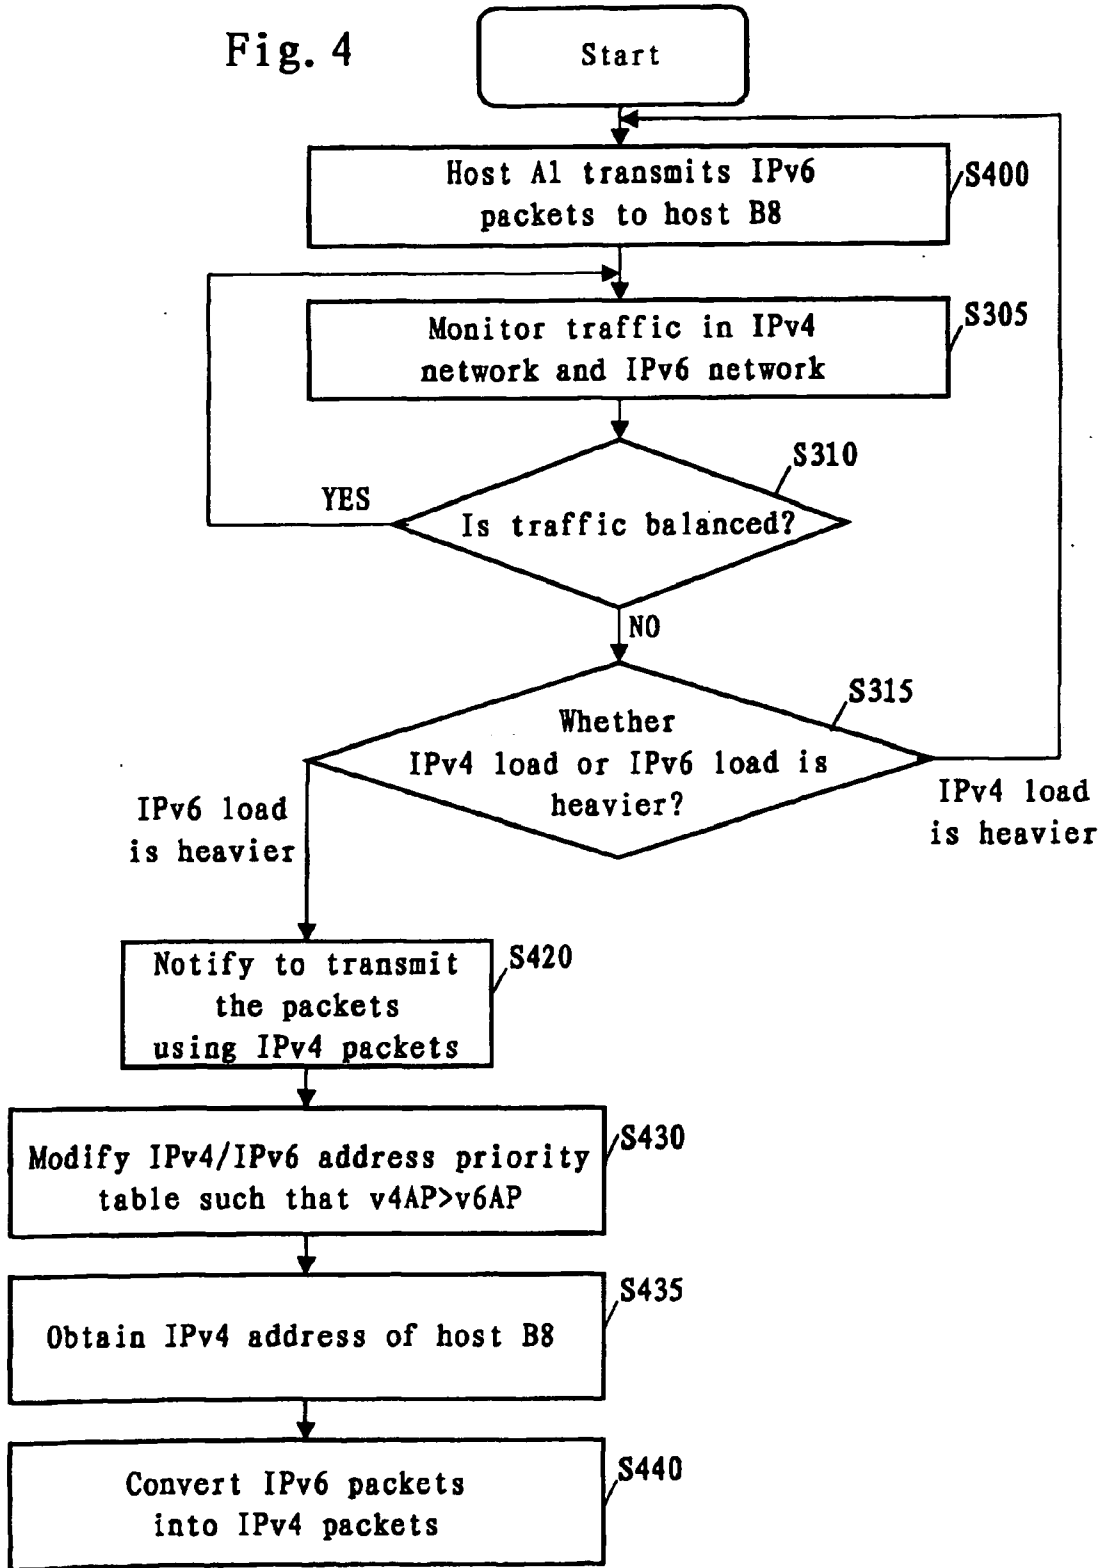 Fig. 4
Start
Host A1 transmits IPv6
packets to host B8
S400
Monitor traffic in IPv4
network and IPv6 network
S305
Is traffic balanced?
S310
YES
NO
Whether
IPv4 load or IPv6 load is
heavier?
S315
IPv6 load
is heavier
IPv4 load
is heavier
Notify to transmit
the packets
using IPv4 packets
S420
Modify IPv4/IPv6 address priority
table such that v4AP>v6AP
S430
Obtain IPv4 address of host B8
S435
Convert IPv6 packets
into IPv4 packets
S440